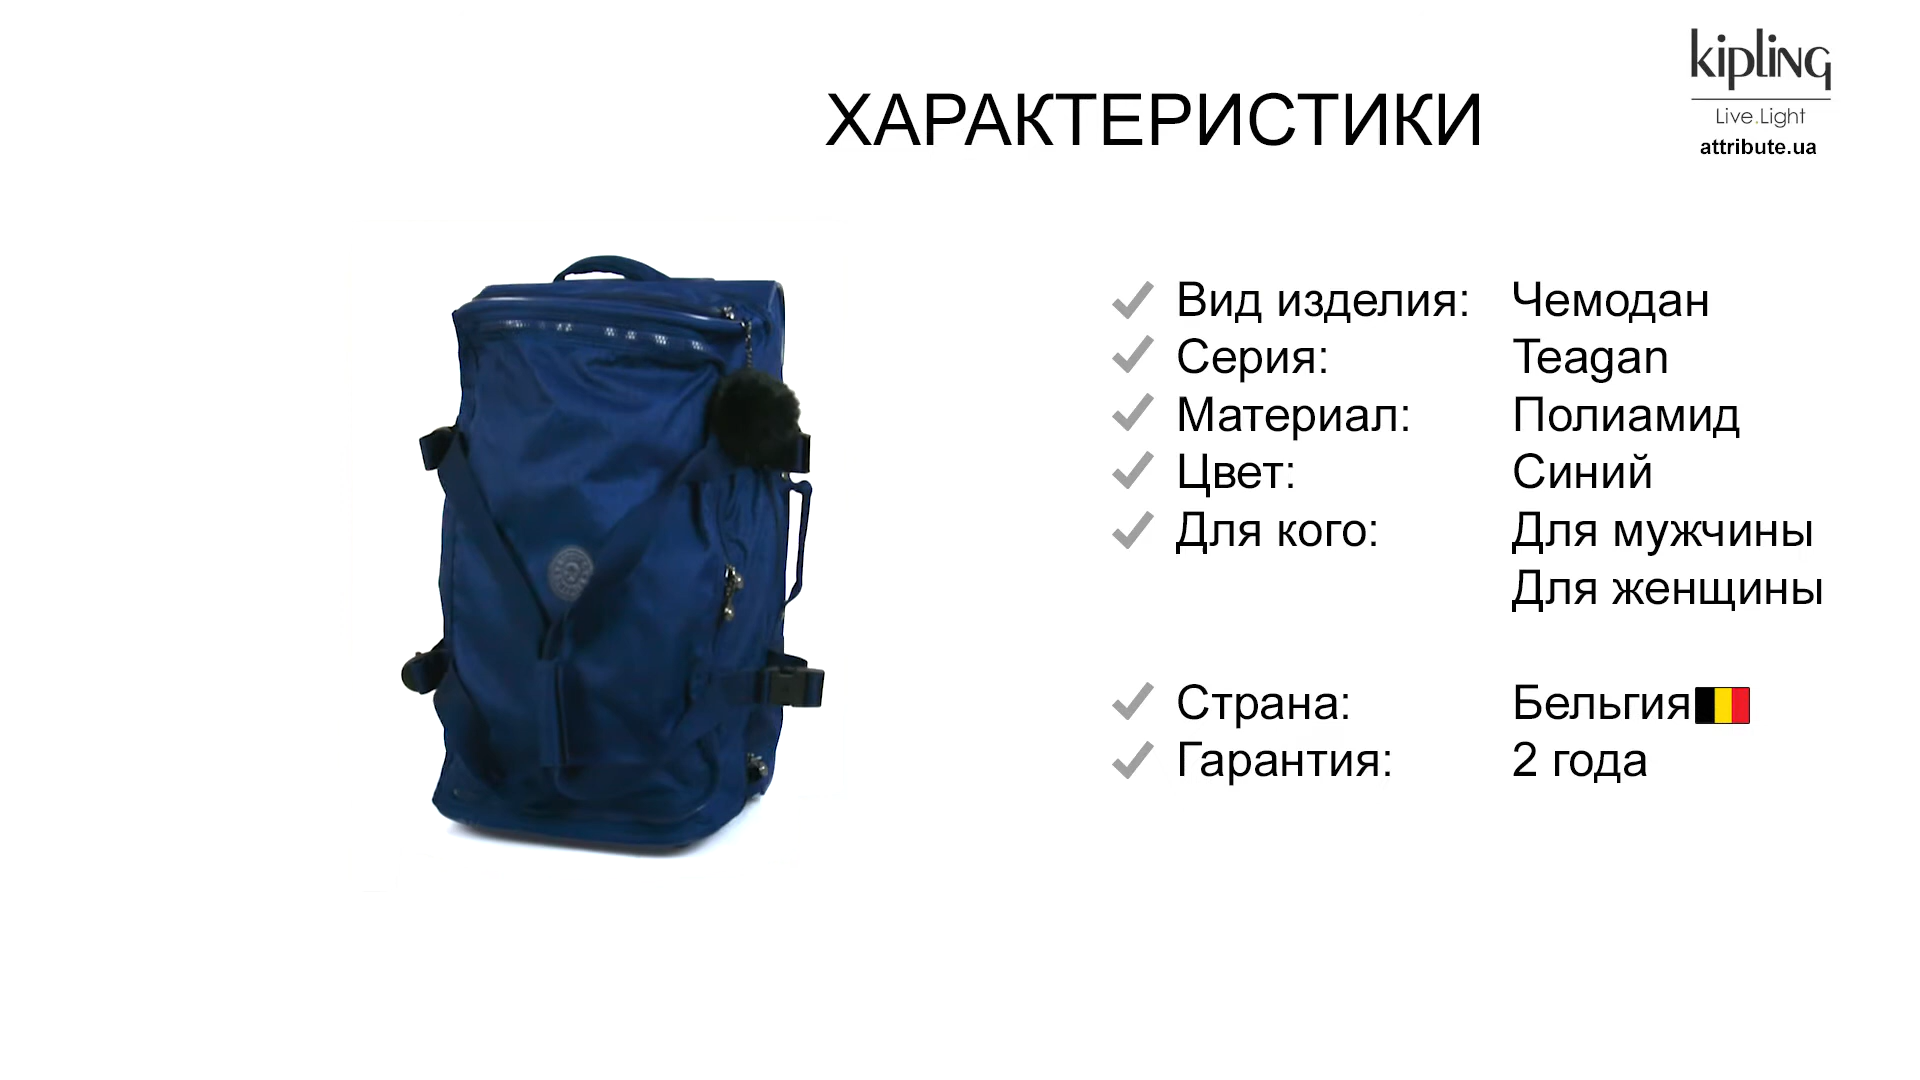 kipling
Live.Light
attribute.ua
ХАРАКТЕРИСТИКИ
Вид изделия: Чемодан
Серия: Teagan
Материал: Полиамид
Цвет: Синий
Для кого: Для мужчины
Для женщины
Страна: Бельгия
Гарантия: 2 года